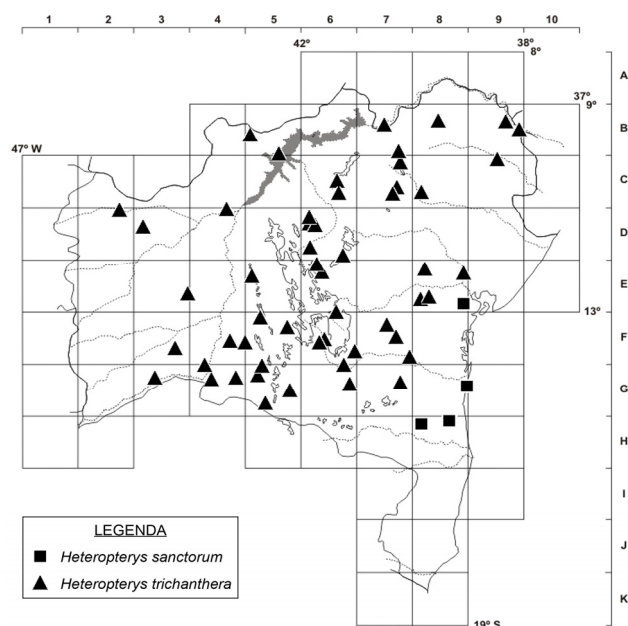 1 2 3 4 5 6 7 8 9 10
42° 38°
8°
A
37°
9°
B
47° W
C
D
E
13°
F
G
H
I
J
K
19° S
LEGENDA
Heteropterys sanctorum
Heteropterys trichanthera